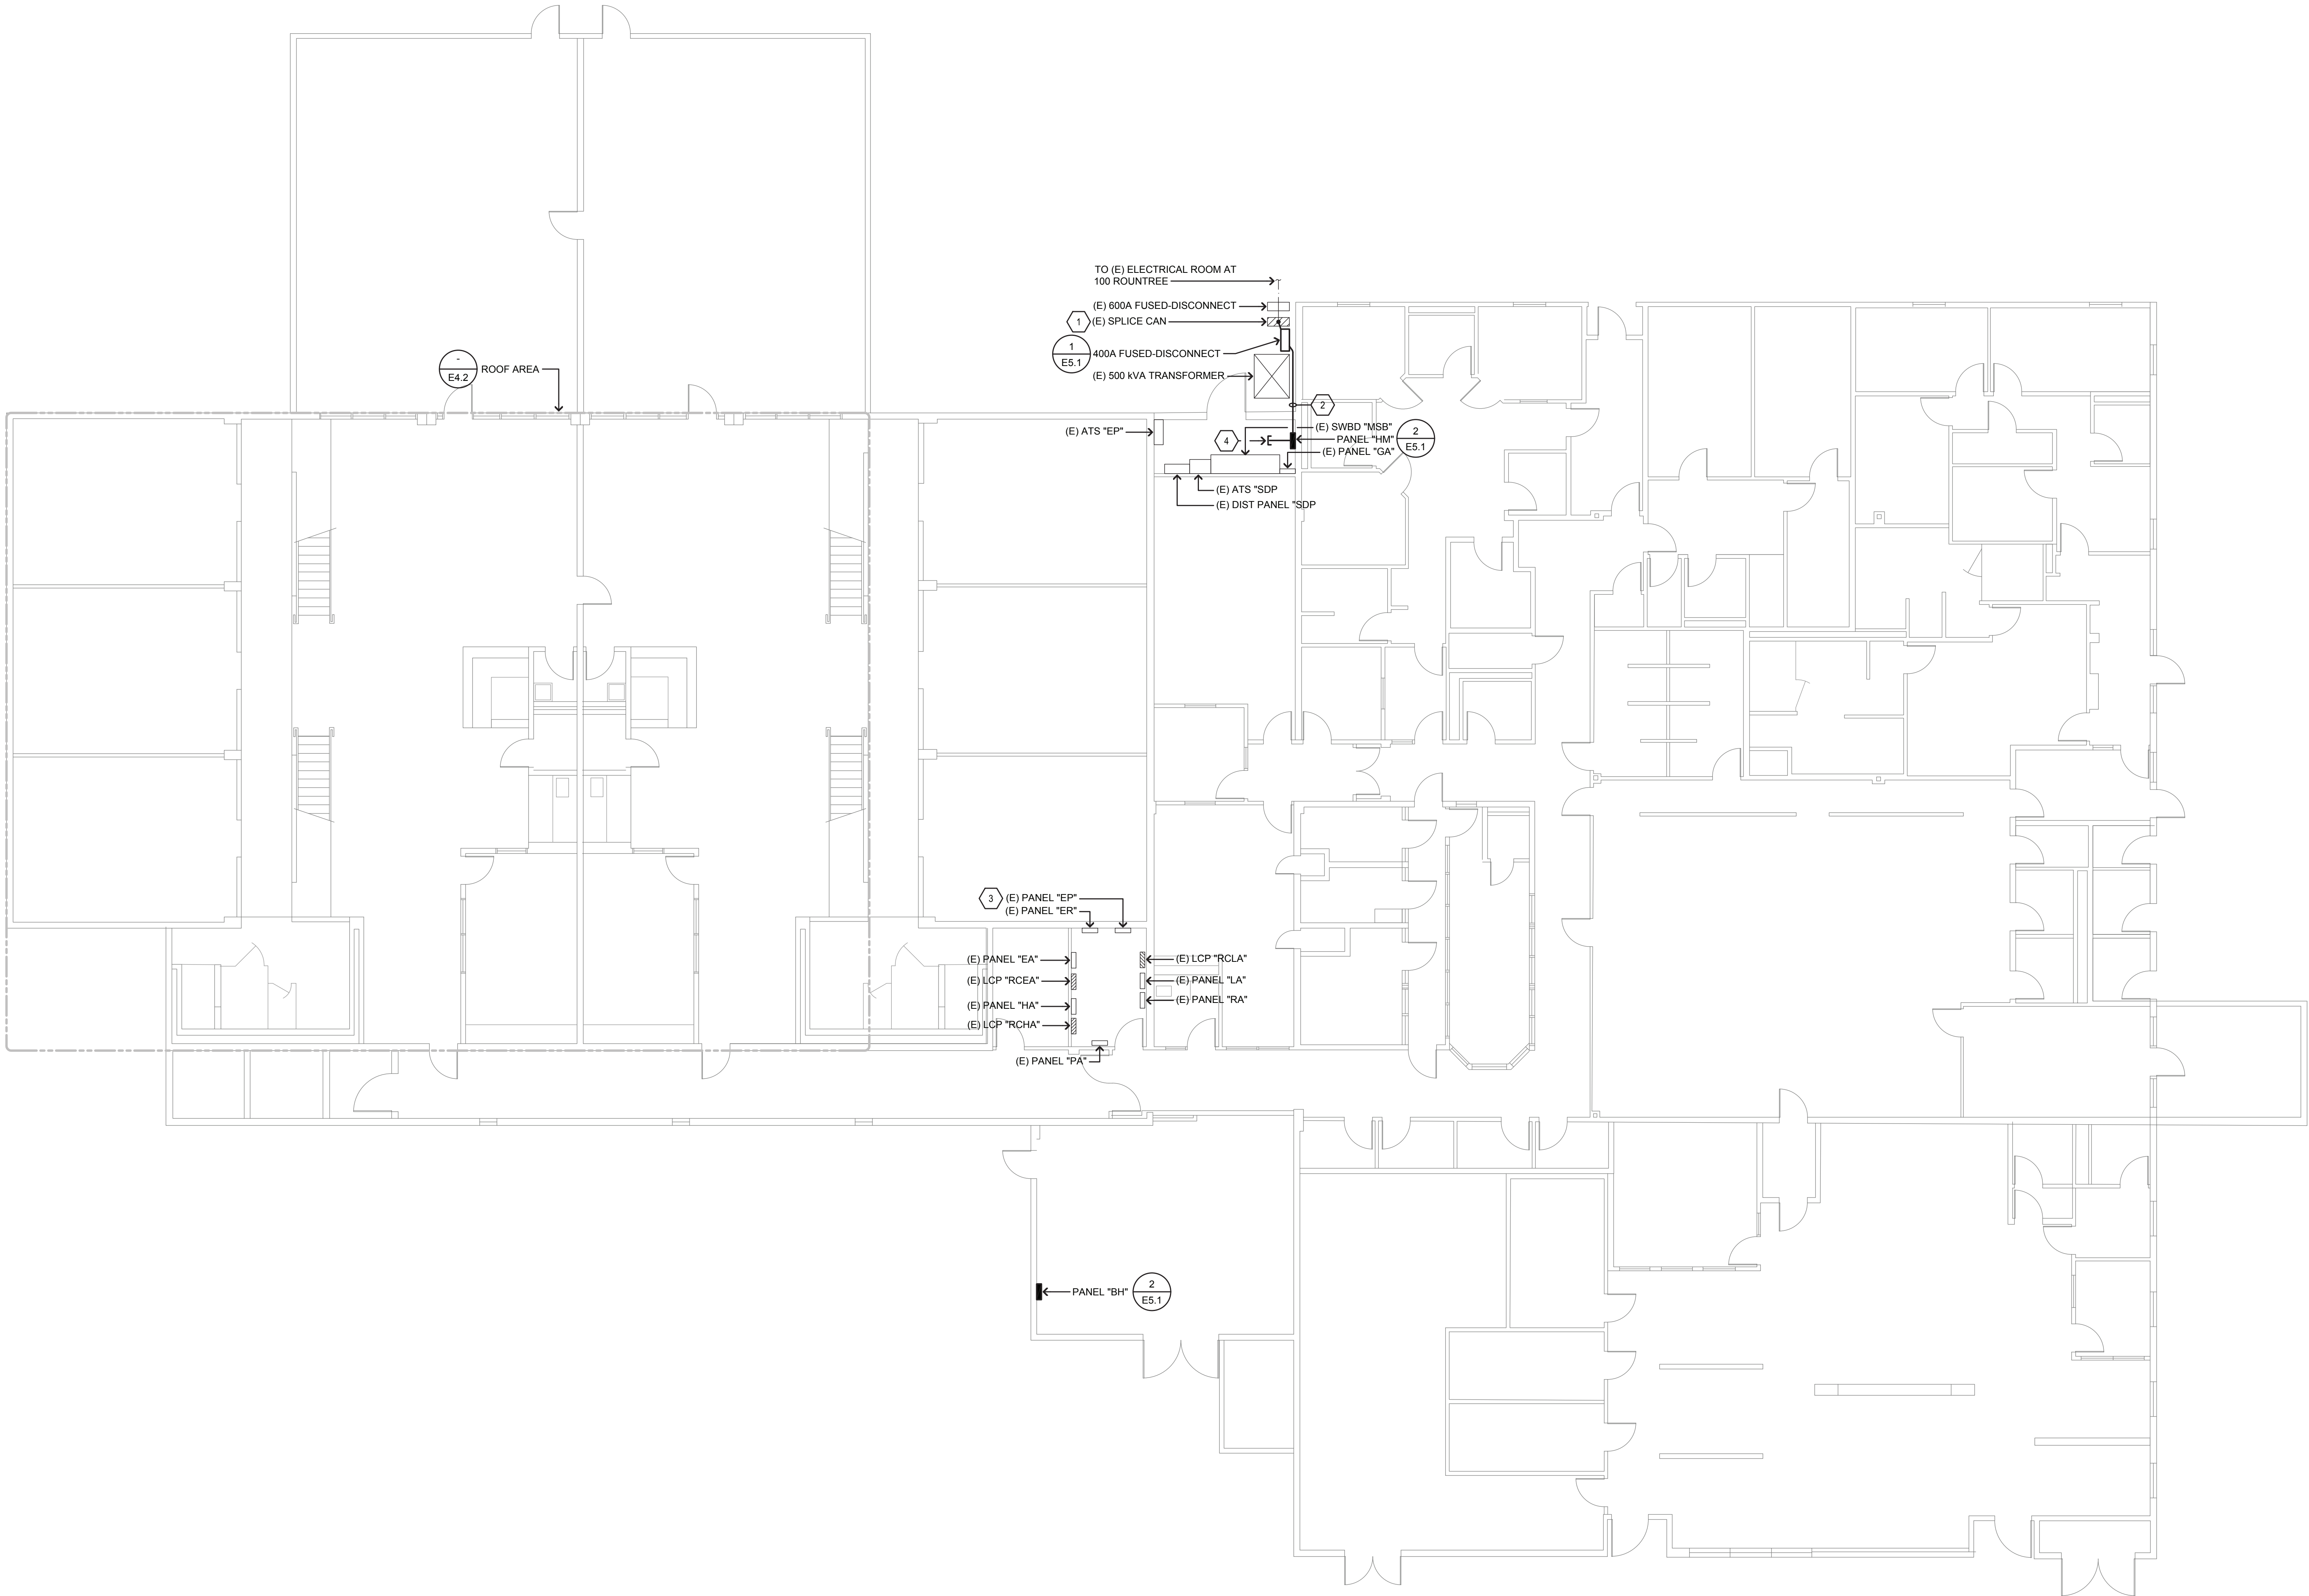 TO (E) ELECTRICAL ROOM AT
100 ROUNTREE
(E) 600A FUSED-DISCONNECT
1
(E) SPLICE CAN
1
E5.1
400A FUSED-DISCONNECT
(E) 500 kVA TRANSFORMER
-
E4.2
ROOF AREA
2
(E) ATS "EP"
4
(E) SWBD "MSB"
PANEL "HM"
2
E5.1
(E) PANEL "GA"
(E) ATS "SDP
(E) DIST PANEL "SDP
3
(E) PANEL "EP"
(E) PANEL "ER"
(E) PANEL "EA"
(E) LCP "RCLA"
(E) LCP "RCEA"
(E) PANEL "LA"
(E) PANEL "HA"
(E) PANEL "RA"
(E) LCP "RCHA"
(E) PANEL "PA"
PANEL "BH"
2
E5.1